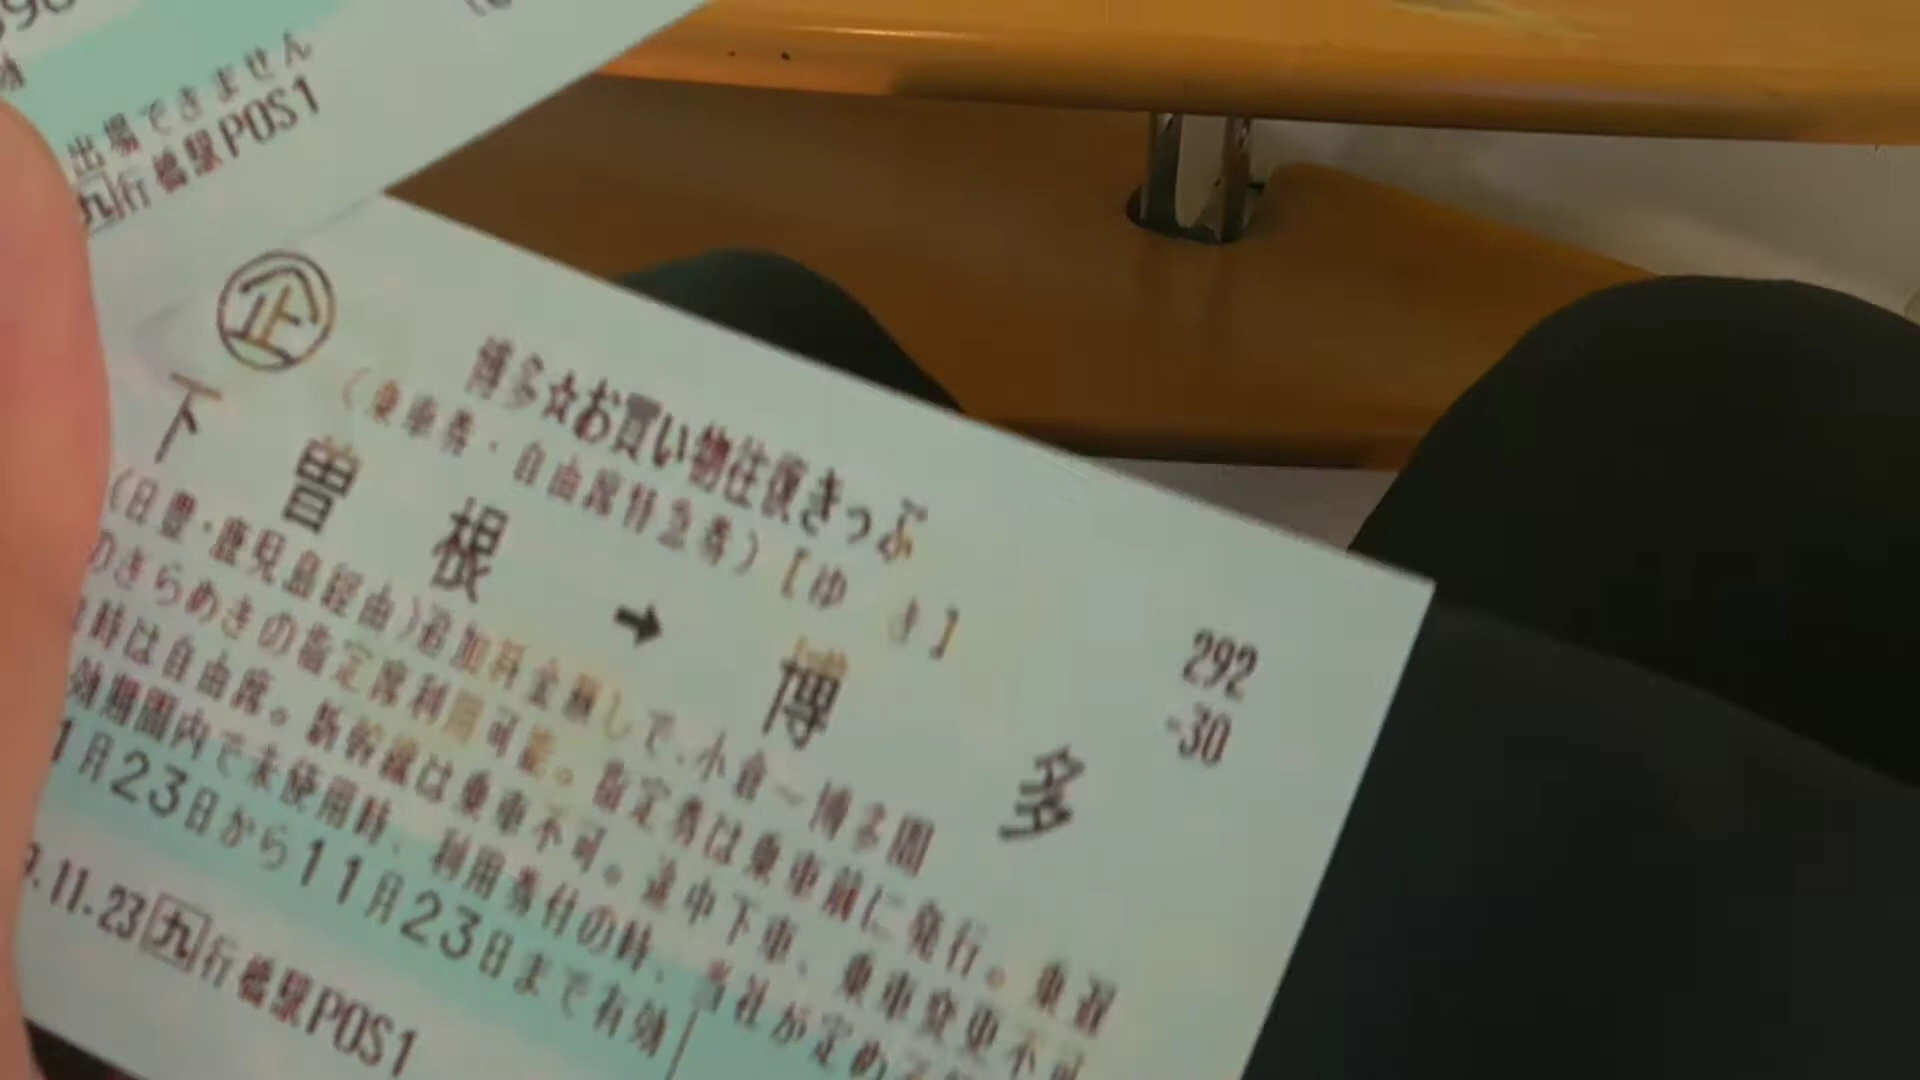 出場できません
九行橋駅POS1
企
博多☆お買い物往復きっぷ
(乗車券・自由席特急券)【ゆき】
下曽根 → 博多
292
-30
(日豊・鹿児島経由)追加料金無しで、小倉~博多間
のきらめきの指定席利用可能。指定券は乗車前に発行。乗遅
時は自由席。新幹線は乗車不可。途中下車、乗車変更不可
効期間内で未使用時、利用券付の時、当社が定める
1月23日から11月23日まで有効
9.11.23九行橋駅POS1